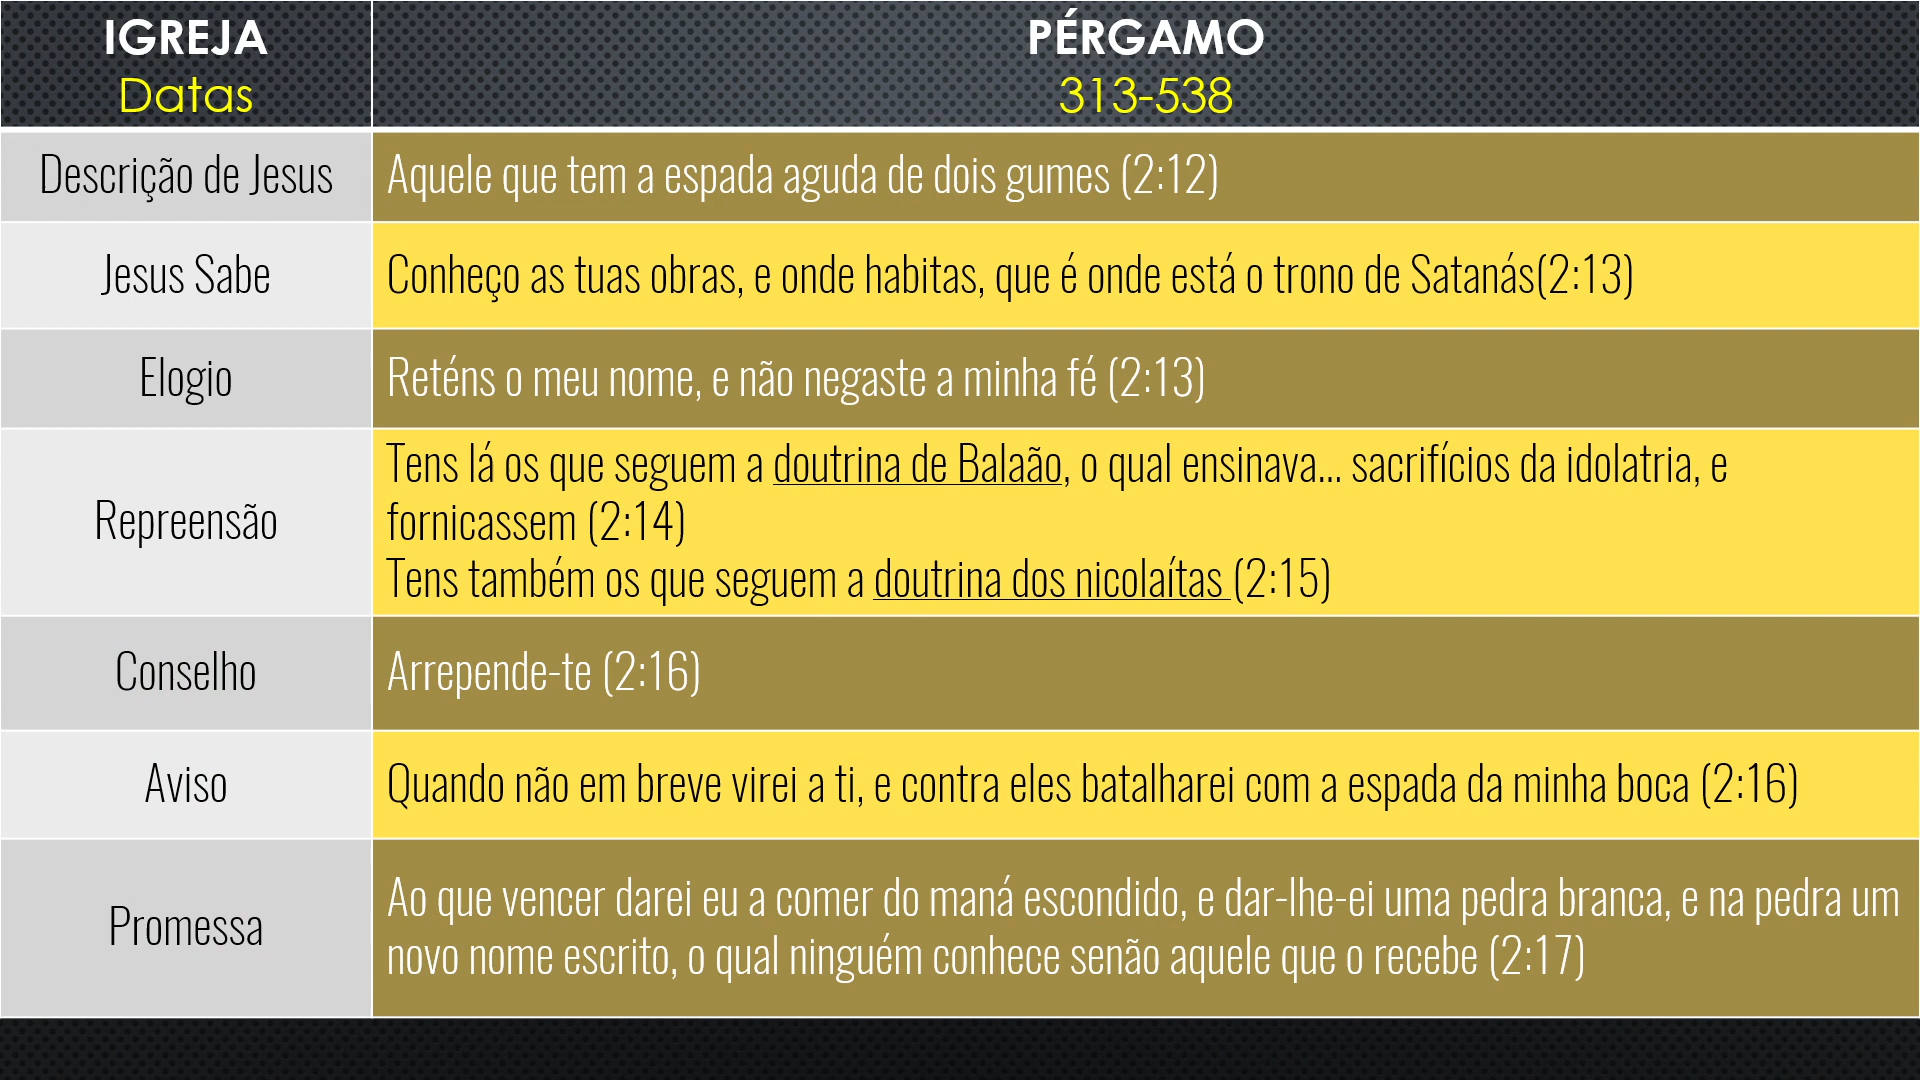 IGREJA
Datas
PÉRGAMO
313-538
Descrição de Jesus
Aquele que tem a espada aguda de dois gumes (2:12)
Jesus Sabe
Conheço as tuas obras, e onde habitas, que é onde está o trono de Satanás(2:13)
Elogio
Reténs o meu nome, e não negaste a minha fé (2:13)
Repreensão
Tens lá os que seguem a doutrina de Balaão, o qual ensinava... sacrifícios da idolatria, e
fornicassem (2:14)
Tens também os que seguem a doutrina dos nicolaítas (2:15)
Conselho
Arrepende-te (2:16)
Aviso
Quando não em breve virei a ti, e contra eles batalharei com a espada da minha boca (2:16)
Promessa
Ao que vencer darei eu a comer do maná escondido, e dar-lhe-ei uma pedra branca, e na pedra um
novo nome escrito, o qual ninguém conhece senão aquele que o recebe (2:17)